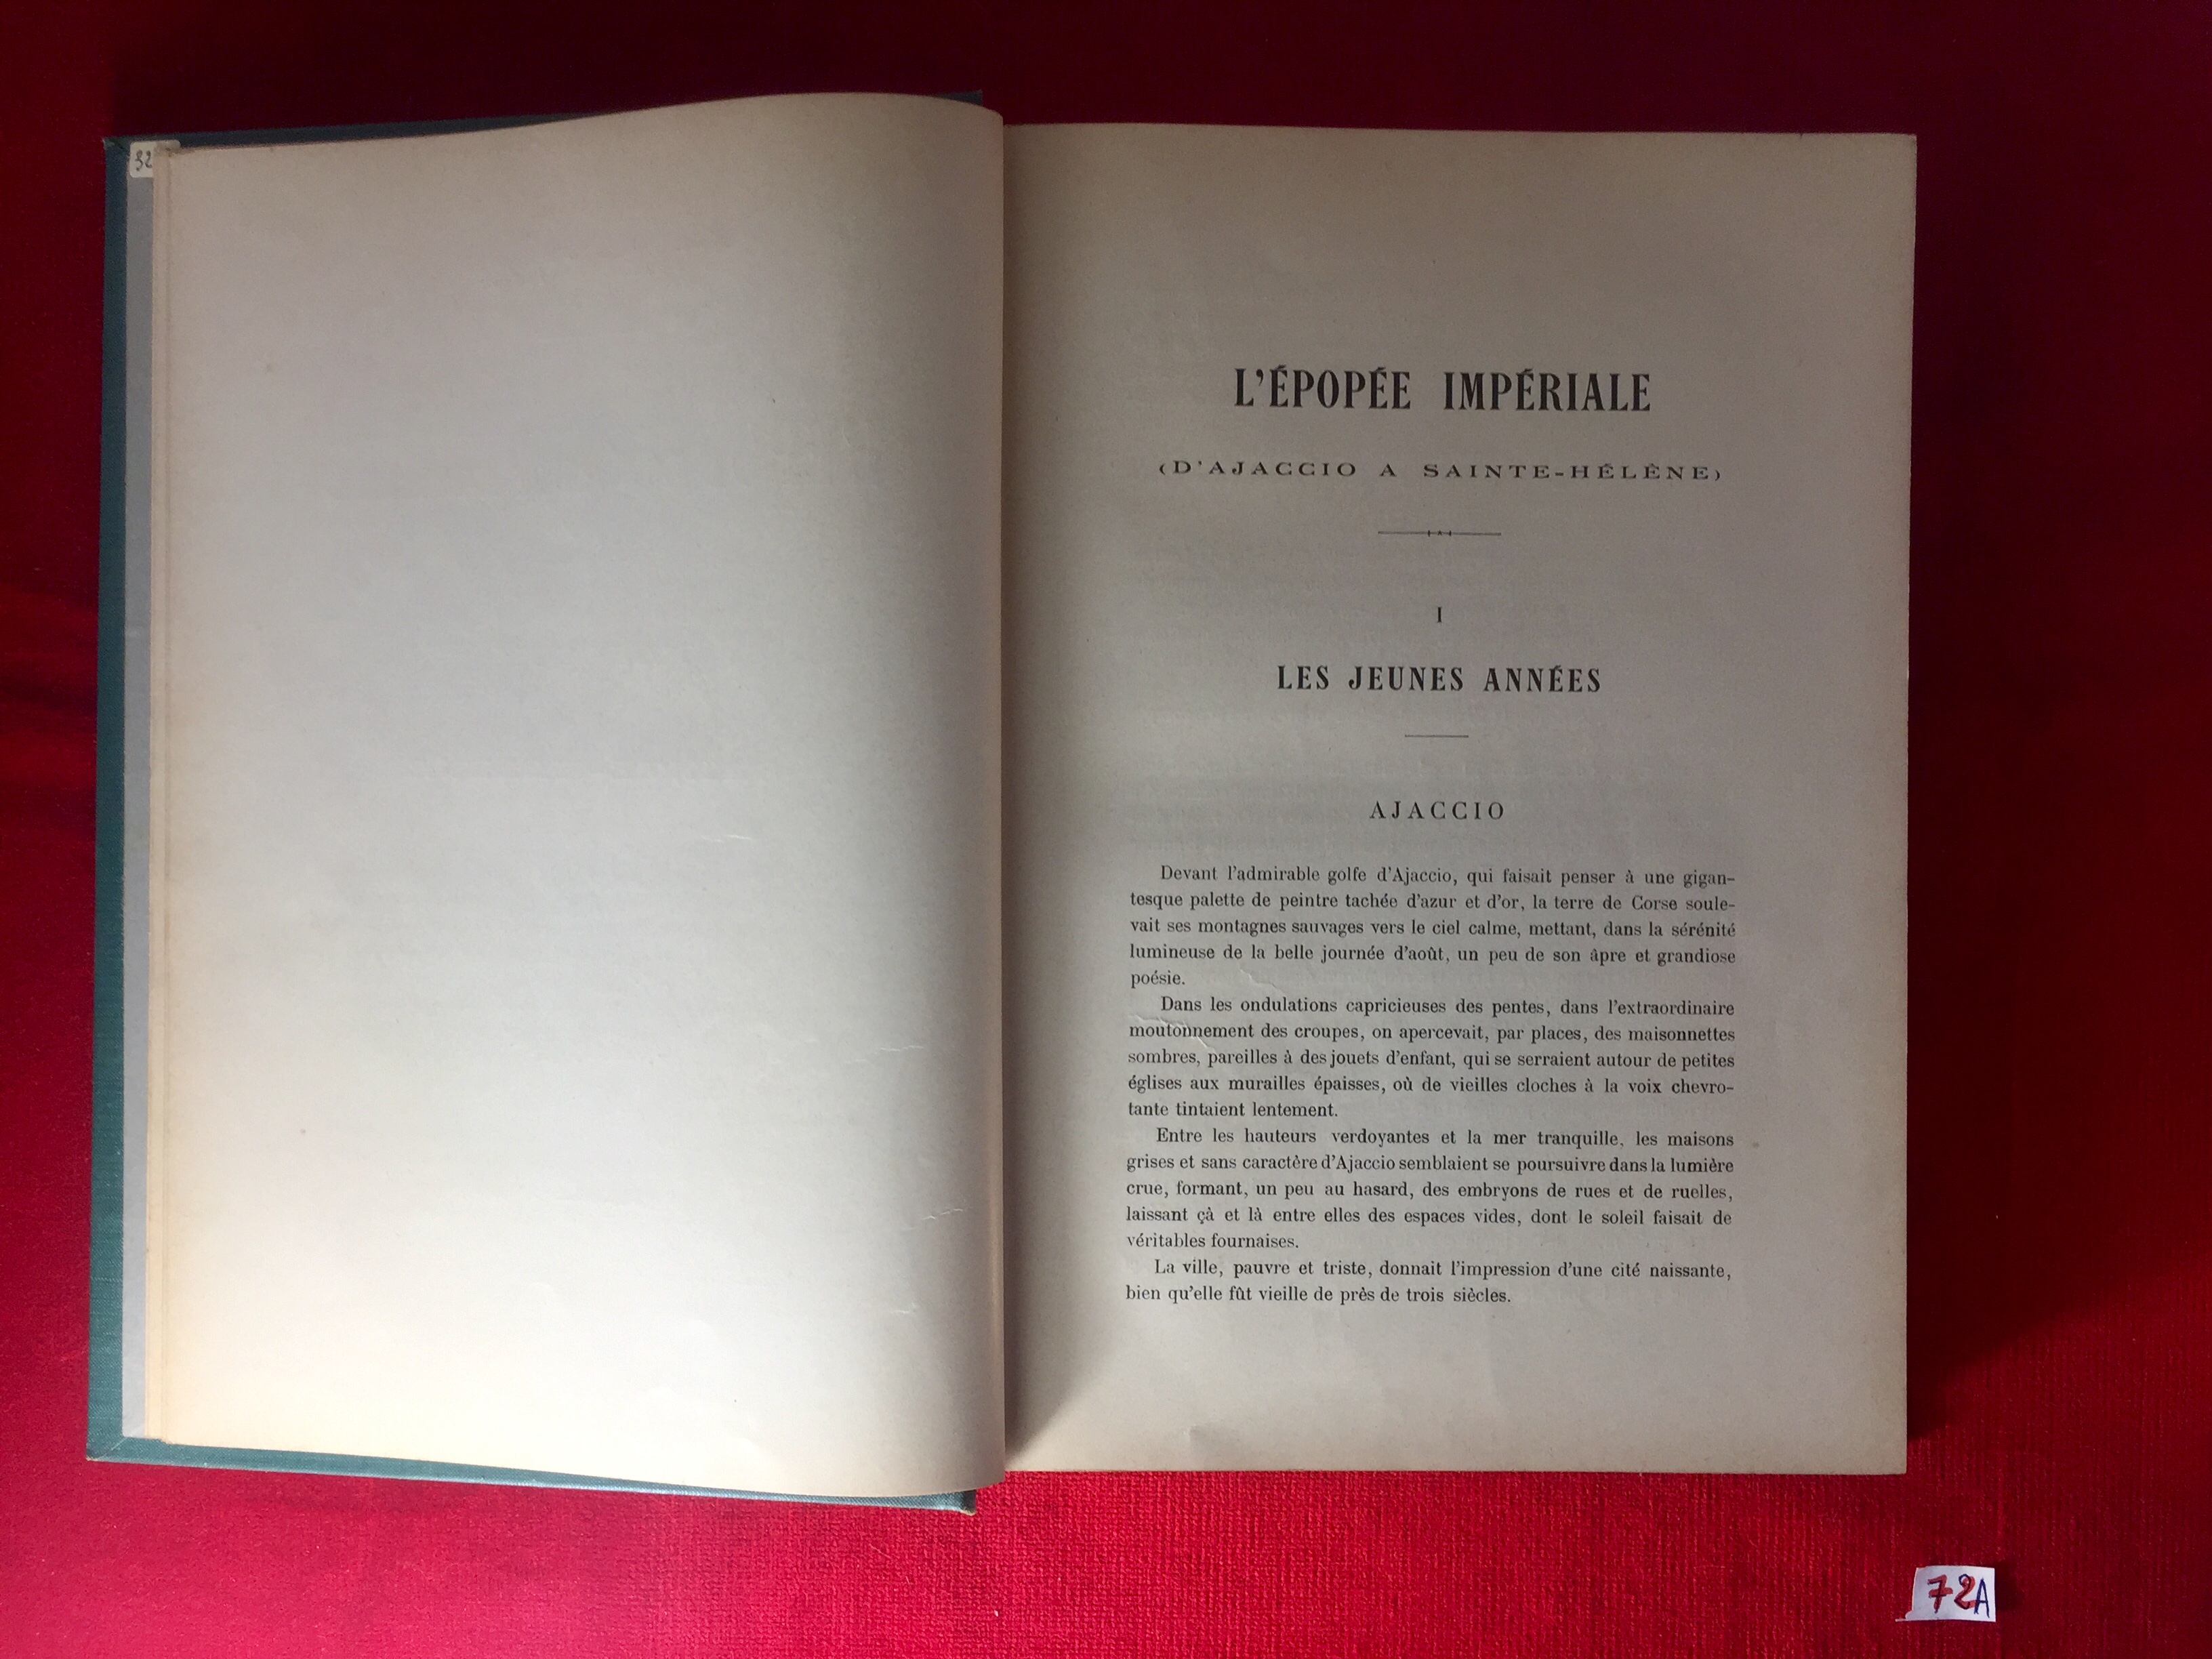 32
L'ÉPOPÉE IMPÉRIALE
(D'AJACCIO A SAINTE-HÉLÈNE)
I
LES JEUNES ANNÉES
AJACCIO
Devant l'admirable golfe d'Ajaccio, qui faisait penser à une gigan-
tesque palette de peintre tachée d'azur et d'or, la terre de Corse soule-
vait ses montagnes sauvages vers le ciel calme, mettant, dans la sérénité
lumineuse de la belle journée d'août, un peu de son âpre et grandiose
poésie.
Dans les ondulations capricieuses des pentes, dans l'extraordinaire
moutonnement des croupes, on apercevait, par places, des maisonnettes
sombres, pareilles à des jouets d'enfant, qui se serraient autour de petites
églises aux murailles épaisses, où de vieilles cloches à la voix chevro-
tante tintaient lentement.
Entre les hauteurs verdoyantes et la mer tranquille, les maisons
grises et sans caractère d'Ajaccio semblaient se poursuivre dans la lumière
crue, formant, un peu au hasard, des embryons de rues et de ruelles,
laissant çà et là entre elles des espaces vides, dont le soleil faisait de
véritables fournaises.
La ville, pauvre et triste, donnait l'impression d'une cité naissante,
bien qu'elle fût vieille de près de trois siècles.
72A